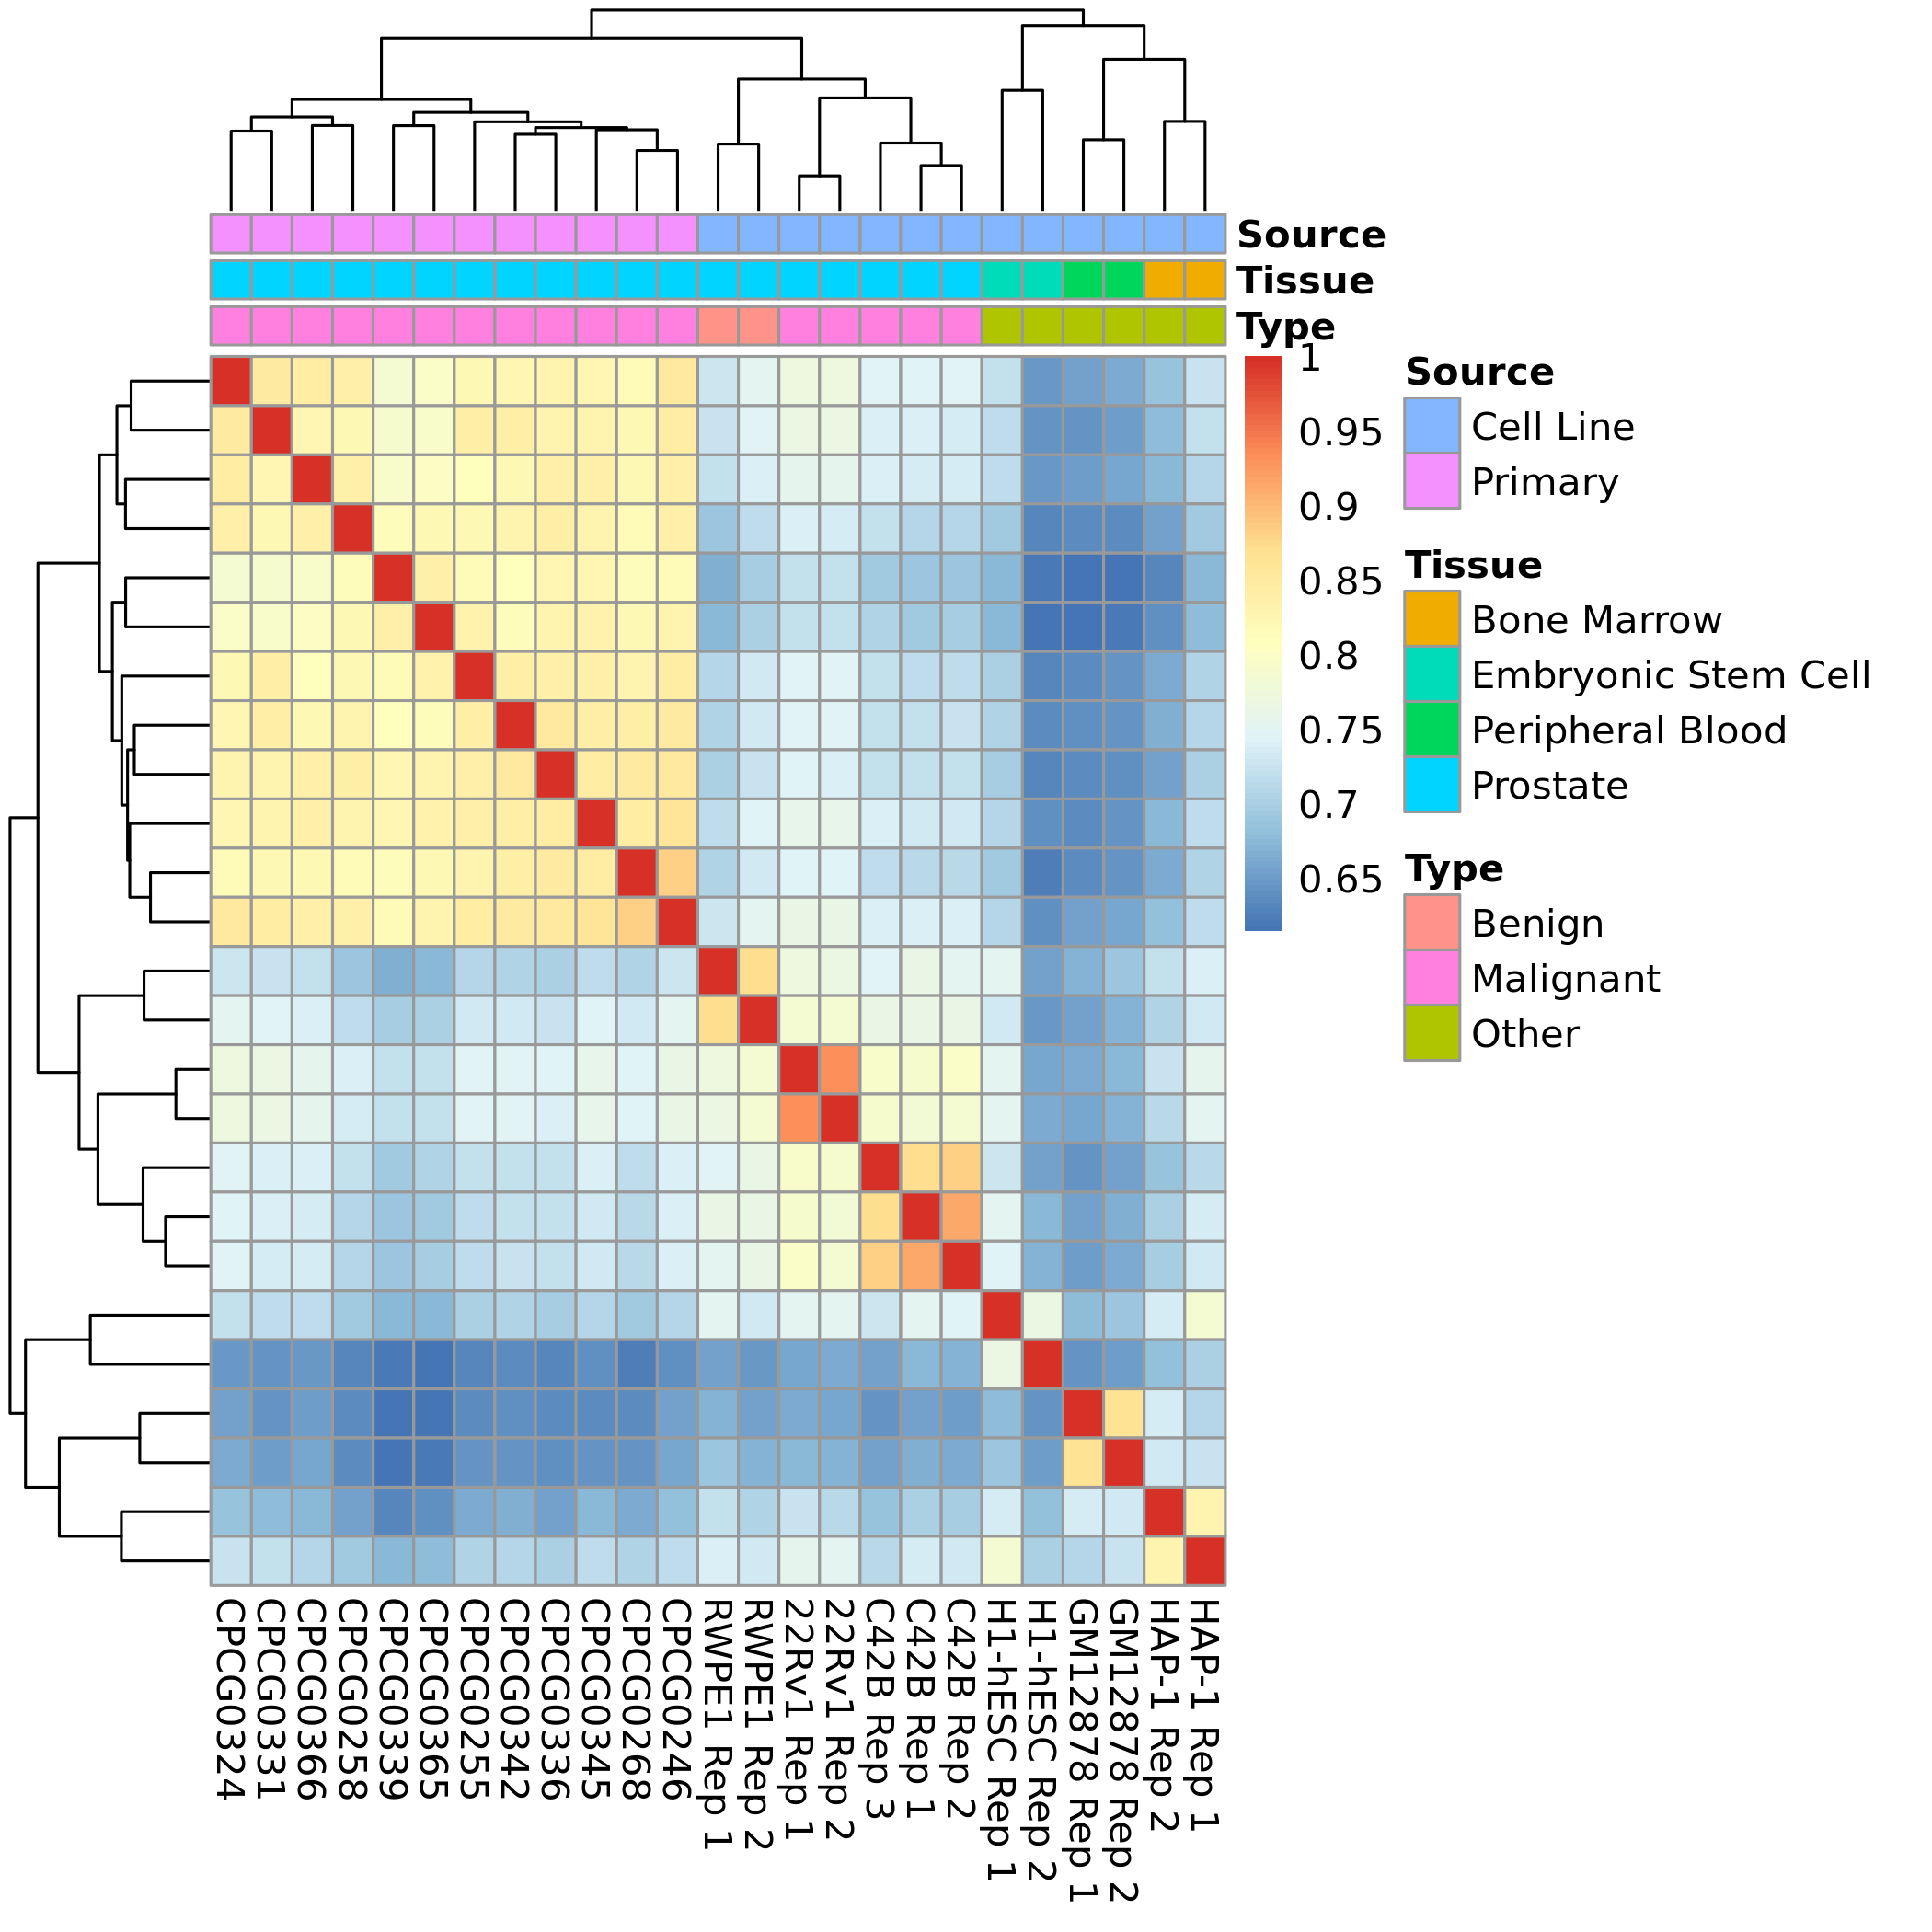 Source
Tissue
Type
1
0.95
0.9
0.85
0.8
0.75
0.7
0.65
Source
Cell Line
Primary
Tissue
Bone Marrow
Embryonic Stem Cell
Peripheral Blood
Prostate
Type
Benign
Malignant
Other
CPCG0324
CPCG0331
CPCG0366
CPCG0258
CPCG0339
CPCG0365
CPCG0255
CPCG0342
CPCG0336
CPCG0345
CPCG0268
CPCG0246
RWPE1 Rep 1
RWPE1 Rep 2
22Rv1 Rep 1
22Rv1 Rep 2
C42B Rep 3
C42B Rep 1
C42B Rep 2
H1-hESC Rep 1
H1-hESC Rep 2
GM12878 Rep 1
GM12878 Rep 2
HAP-1 Rep 2
HAP-1 Rep 1